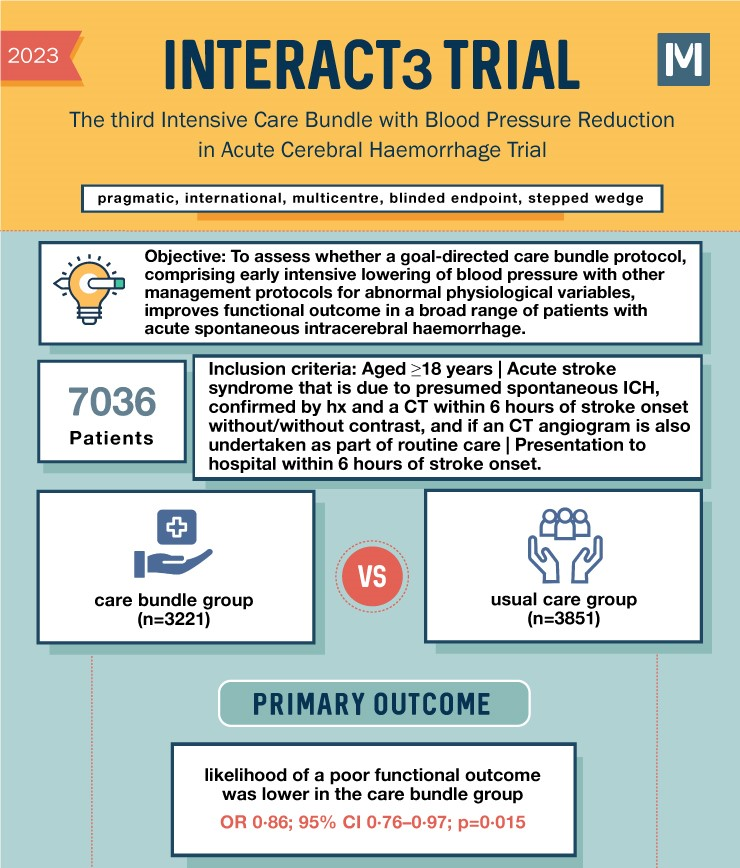 2023
INTERACT3 TRIAL
M
The third Intensive Care Bundle with Blood Pressure Reduction
in Acute Cerebral Haemorrhage Trial
pragmatic, international, multicentre, blinded endpoint, stepped wedge
Objective: To assess whether a goal-directed care bundle protocol,
comprising early intensive lowering of blood pressure with other
management protocols for abnormal physiological variables,
improves functional outcome in a broad range of patients with
acute spontaneous intracerebral haemorrhage.
7036
Patients
Inclusion criteria: Aged ≥18 years | Acute stroke
syndrome that is due to presumed spontaneous ICH,
confirmed by hx and a CT within 6 hours of stroke onset
without/without contrast, and if an CT angiogram is also
undertaken as part of routine care | Presentation to
hospital within 6 hours of stroke onset.
care bundle group
(n=3221)
VS
usual care group
(n=3851)
PRIMARY OUTCOME
likelihood of a poor functional outcome
was lower in the care bundle group
OR 0·86; 95% CI 0·76–0·97; p=0·015